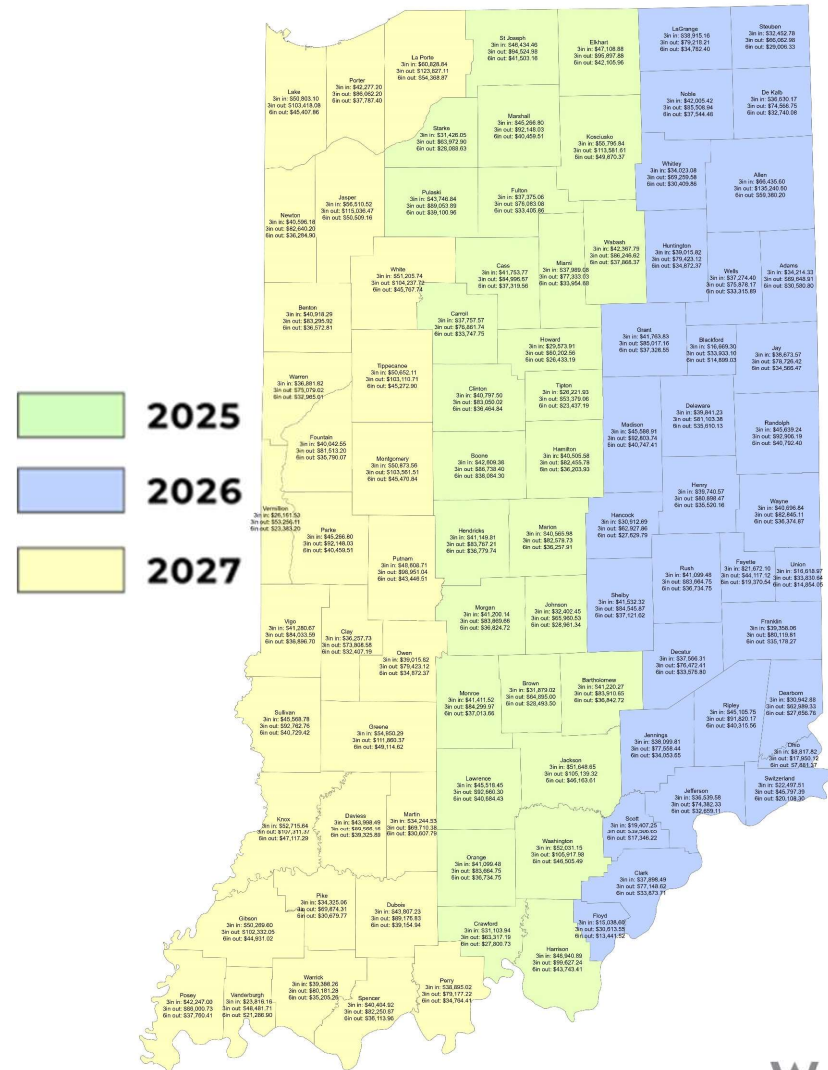 LaGrange
3in in: $38,915.16
3in out: $79,218.21
6in out: $34,782.40
Steuben
3in in: $32,452.78
3in out: $66,062.98
6in out: $29,006.33
St Joseph
3in in: $46,434.46
3in out: $94,524.98
6in out: $41,503.16
Elkhart
3in in: $47,108.88
3in out: $95,897.88
6in out: $42,105.96
La Porte
3in in: $60,828.84
3in out: $123,827.11
6in out: $54,368.87
Porter
3in in: $42,277.20
3in out: $86,062.20
6in out: $37,787.40
Lake
3in in: $50,803.10
3in out: $103,418.08
6in out: $45,407.86
Noble
3in in: $42,005.42
3in out: $85,508.94
6in out: $37,544.46
De Kalb
3in in: $36,630.17
3in out: $74,566.75
6in out: $32,740.08
Marshall
3in in: $45,266.80
3in out: $92,148.03
6in out: $40,459.51
Starke
3in in: $31,426.05
3in out: $63,972.90
6in out: $28,088.63
Kosciusko
3in in: $55,795.84
3in out: $113,581.61
6in out: $49,870.37
Whitley
3in in: $34,023.08
3in out: $69,259.58
6in out: $30,409.86
Allen
3in in: $66,435.60
3in out: $135,240.60
6in out: $59,380.20
Jasper
3in in: $56,510.52
3in out: $115,036.47
6in out: $50,509.16
Pulaski
3in in: $43,746.84
3in out: $89,053.89
6in out: $39,100.96
Fulton
3in in: $37,375.06
3in out: $76,083.08
6in out: $33,405.86
Newton
3in in: $40,596.18
3in out: $82,640.20
6in out: $36,284.90
Wabash
3in in: $42,367.75
3in out: $86,246.62
6in out: $37,868.37
Huntington
3in in: $39,015.82
3in out: $79,423.12
6in out: $34,872.37
White
3in in: $51,205.74
3in out: $104,237.72
6in out: $45,767.74
Cass
3in in: $41,753.77
3in out: $84,996.67
6in out: $37,319.56
Miami
3in in: $37,989.08
3in out: $77,333.03
6in out: $33,954.68
Wells
3in in: $37,274.40
3in out: $75,878.17
6in out: $33,315.89
Adams
3in in: $34,214.33
3in out: $69,648.91
6in out: $30,580.80
Benton
3in in: $40,918.29
3in out: $83,295.92
6in out: $36,572.81
Carroll
3in in: $37,757.57
3in out: $76,861.74
6in out: $33,747.75
Howard
3in in: $29,573.91
3in out: $60,202.56
6in out: $26,433.19
Grant
3in in: $41,763.83
3in out: $85,017.16
6in out: $37,328.55
Blackford
3in in: $16,669.30
3in out: $33,933.10
6in out: $14,899.03
Jay
3in in: $38,673.57
3in out: $78,726.42
6in out: $34,566.47
Tippecanoe
3in in: $50,652.11
3in out: $103,110.71
6in out: $45,272.90
Warren
3in in: $36,881.82
3in out: $75,079.02
6in out: $32,965.01
Clinton
3in in: $40,797.50
3in out: $83,050.02
6in out: $36,464.84
Tipton
3in in: $26,221.93
3in out: $53,379.06
6in out: $23,437.19
2025
Delaware
3in in: $39,841.23
3in out: $81,103.38
6in out: $35,610.13
Madison
3in in: $45,588.91
3in out: $92,803.74
6in out: $40,747.41
Randolph
3in in: $45,639.24
3in out: $92,906.19
6in out: $40,792.40
Fountain
3in in: $40,042.55
3in out: $81,513.20
6in out: $35,790.07
Montgomery
3in in: $50,873.56
3in out: $103,561.51
6in out: $45,470.84
Boone
3in in: $42,609.38
3in out: $86,738.40
6in out: $38,084.30
Hamilton
3in in: $40,505.58
3in out: $82,455.78
6in out: $36,203.93
2026
Henry
3in in: $39,740.57
3in out: $80,898.47
6in out: $35,520.16
Wayne
3in in: $40,696.84
3in out: $82,845.11
6in out: $36,374.87
Vermillion
3in in: $26,161.53
3in out: $53,256.11
6in out: $23,383.20
Parke
3in in: $45,266.80
3in out: $92,148.03
6in out: $40,459.51
Hendricks
3in in: $41,149.81
3in out: $83,767.21
6in out: $36,779.74
Marion
3in in: $40,565.98
3in out: $82,578.73
6in out: $36,257.91
Hancock
3in in: $30,912.69
3in out: $62,927.86
6in out: $27,629.79
2027
Putnam
3in in: $48,608.71
3in out: $98,951.04
6in out: $43,446.51
Rush
3in in: $41,099.48
3in out: $83,664.75
6in out: $36,734.75
Fayette
3in in: $21,672.10
3in out: $44,117.12
6in out: $19,370.54
Union
3in in: $16,618.97
3in out: $33,830.64
6in out: $14,854.05
Shelby
3in in: $41,532.32
3in out: $84,545.87
6in out: $37,121.62
Morgan
3in in: $41,200.14
3in out: $83,869.66
6in out: $36,824.72
Johnson
3in in: $32,402.45
3in out: $65,960.53
6in out: $28,961.34
Vigo
3in in: $41,280.67
3in out: $84,033.59
6in out: $36,896.70
Clay
3in in: $36,257.73
3in out: $73,808.58
6in out: $32,407.19
Franklin
3in in: $39,358.06
3in out: $80,119.81
6in out: $35,178.27
Owen
3in in: $39,015.82
3in out: $79,423.12
6in out: $34,872.37
Decatur
3in in: $37,566.31
3in out: $76,472.41
6in out: $33,576.80
Monroe
3in in: $41,411.52
3in out: $84,299.97
6in out: $37,013.66
Brown
3in in: $31,879.02
3in out: $64,895.00
6in out: $28,493.50
Bartholomew
3in in: $41,220.27
3in out: $83,910.65
6in out: $36,842.72
Sullivan
3in in: $45,568.78
3in out: $92,762.76
6in out: $40,729.42
Greene
3in in: $54,950.29
3in out: $111,860.37
6in out: $49,114.62
Ripley
3in in: $45,105.75
3in out: $91,820.17
6in out: $40,315.56
Dearborn
3in in: $30,942.88
3in out: $62,989.33
6in out: $27,656.78
Jennings
3in in: $38,099.81
3in out: $77,558.44
6in out: $34,053.65
Ohio
3in in: $8,817.82
3in out: $17,950.12
6in out: $7,881.37
Jackson
3in in: $51,648.65
3in out: $105,139.32
6in out: $46,163.61
Lawrence
3in in: $45,518.45
3in out: $92,660.30
6in out: $40,684.43
Switzerland
3in in: $22,497.51
3in out: $45,797.39
6in out: $20,108.30
Jefferson
3in in: $36,539.58
3in out: $74,382.33
6in out: $32,659.11
Knox
3in in: $52,715.64
3in out: $107,311.37
6in out: $47,117.29
Daviess
3in in: $43,998.49
3in out: $89,566.16
6in out: $39,325.88
Martin
3in in: $34,244.53
3in out: $69,710.38
6in out: $30,607.79
Scott
3in in: $19,407.25
3in out: $39,506.65
6in out: $17,346.22
Washington
3in in: $52,031.15
3in out: $105,917.98
6in out: $46,505.49
Orange
3in in: $41,099.48
3in out: $83,664.75
6in out: $36,734.75
Clark
3in in: $37,898.49
3in out: $77,148.62
6in out: $33,873.71
Pike
3in in: $34,325.06
3in out: $69,874.31
6in out: $30,679.77
Dubois
3in in: $43,807.23
3in out: $89,176.83
6in out: $39,154.94
Gibson
3in in: $50,269.60
3in out: $102,332.05
6in out: $44,931.02
Crawford
3in in: $31,103.94
3in out: $63,317.19
6in out: $27,800.73
Floyd
3in in: $15,038.66
3in out: $30,613.55
6in out: $13,441.52
Harrison
3in in: $48,940.89
3in out: $99,627.24
6in out: $43,743.41
Warrick
3in in: $39,388.26
3in out: $80,181.28
6in out: $35,205.26
Perry
3in in: $38,895.02
3in out: $79,177.22
6in out: $34,764.41
Posey
3in in: $42,247.00
3in out: $86,000.73
6in out: $37,760.41
Vanderburgh
3in in: $23,816.16
3in out: $48,481.71
6in out: $21,286.90
Spencer
3in in: $40,404.92
3in out: $82,250.87
6in out: $36,113.96